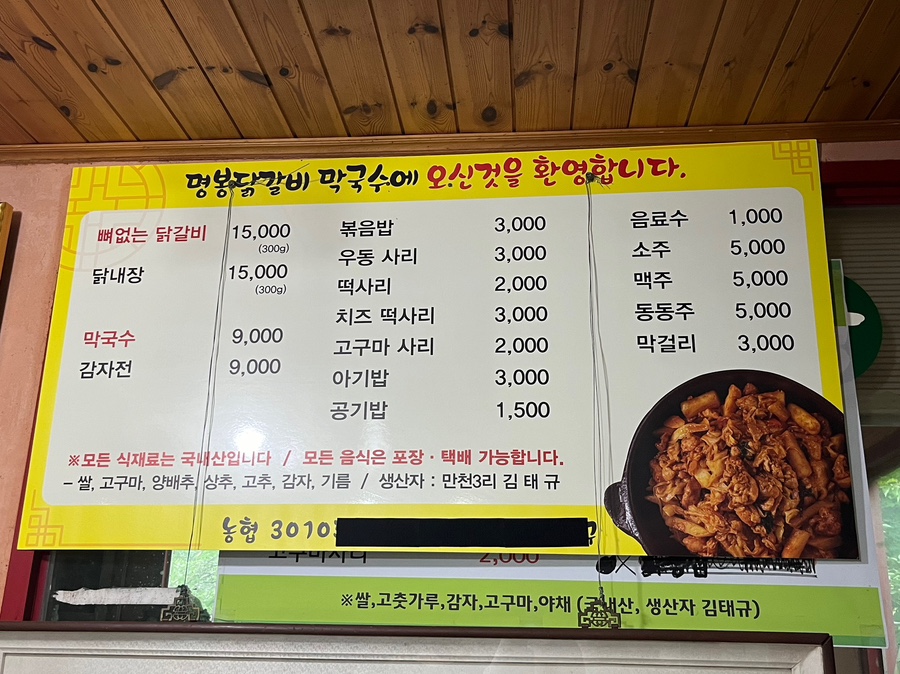 명봉닭갈비 막국수에 오신것을 환영합니다.
뼈없는 닭갈비 15,000
(300g)
닭내장 15,000
(300g)
막국수 9,000
감자전 9,000
볶음밥 3,000
우동 사리 3,000
떡사리 2,000
치즈 떡사리 3,000
고구마 사리 2,000
아기밥 3,000
공기밥 1,500
음료수 1,000
소주 5,000
맥주 5,000
동동주 5,000
막걸리 3,000
※모든 식재료는 국내산입니다 / 모든 음식은 포장·택배 가능합니다.
- 쌀, 고구마, 양배추, 상추, 고추, 감자, 기름 / 생산자 : 만천3리 김 태 규
농협 3010
고구마사리 2,000
※쌀,고춧가루,감자,고구마,야채 (국내산, 생산자 김태규)